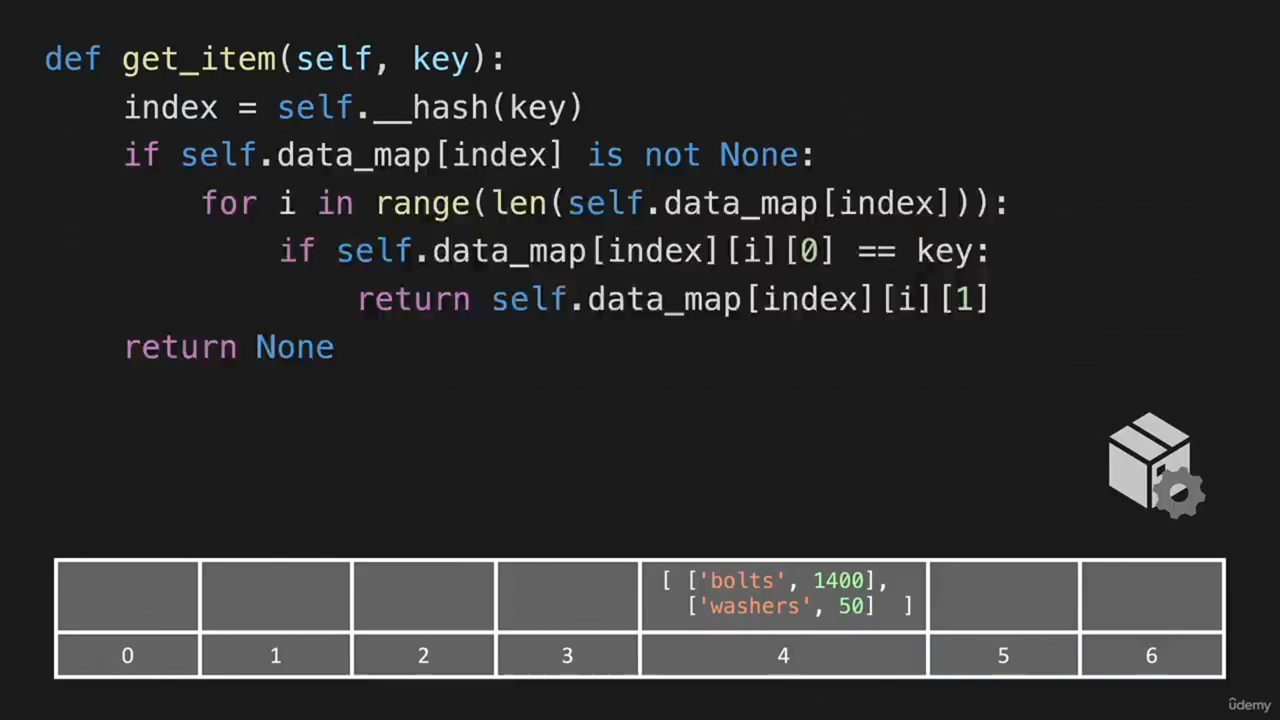 def get_item(self, key):
    index = self.__hash(key)
    if self.data_map[index] is not None:
        for i in range(len(self.data_map[index])):
            if self.data_map[index][i][0] == key:
                return self.data_map[index][i][1]
    return None
[ ['bolts', 1400],
['washers', 50] ]
0 1 2 3 4 5 6
ûdemy